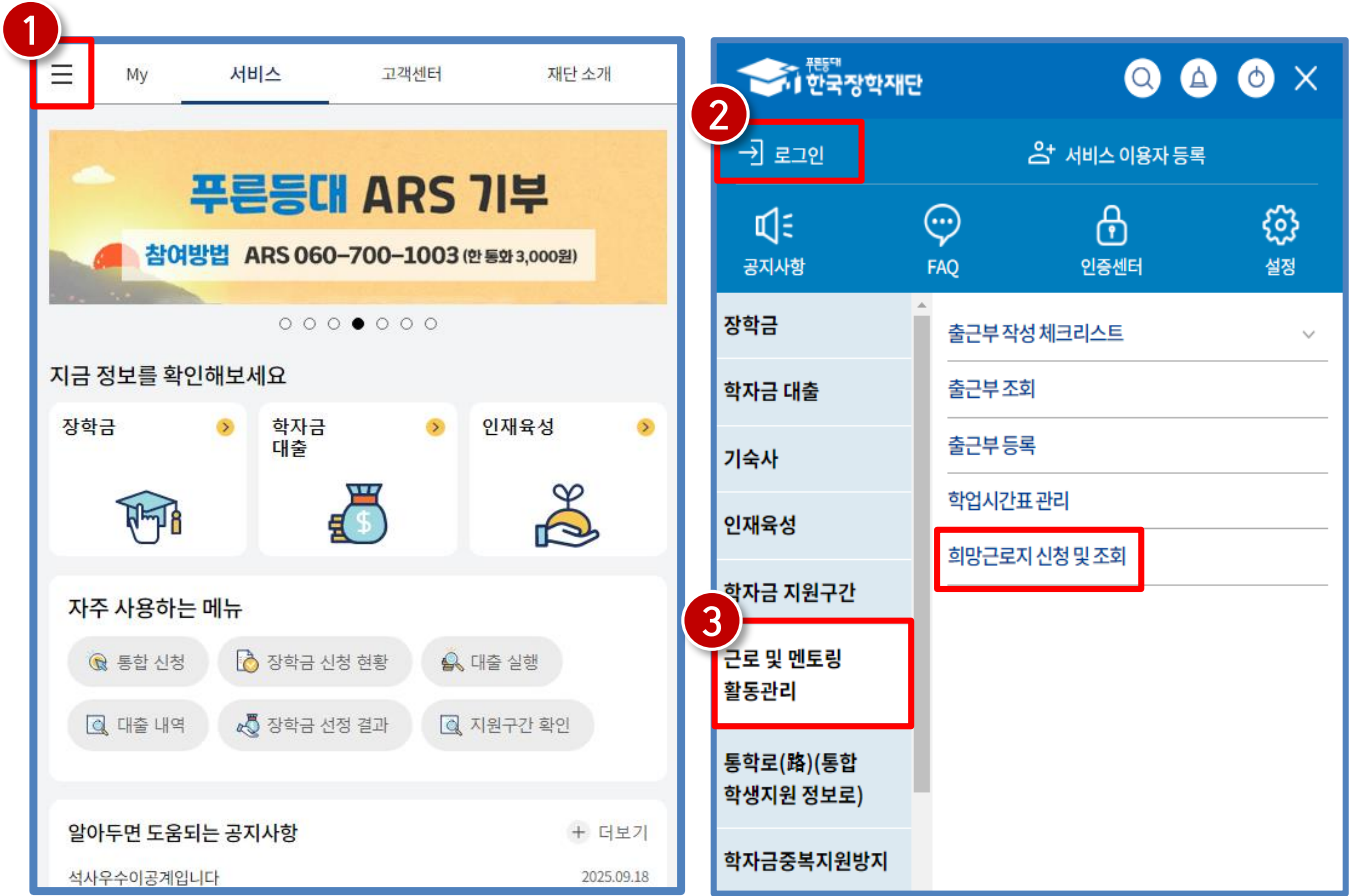 1
My 서비스 고객센터 재단 소개
푸른등대 ARS 기부
참여방법 ARS 060-700-1003 (한 통화 3,000원)
지금 정보를 확인해보세요
장학금
학자금
대출
인재육성
자주 사용하는 메뉴
통합 신청
장학금 신청 현황
대출 실행
대출 내역
장학금 선정 결과
지원구간 확인
알아두면 도움되는 공지사항
더보기
석사우수이공계입니다
2025.09.18
푸른등대
한국장학재단
2
로그인
서비스 이용자 등록
공지사항
FAQ
인증센터
설정
장학금
학자금 대출
기숙사
인재육성
학자금 지원구간
3
근로 및 멘토링
활동관리
통학로(路)(통합
학생지원 정보로)
학자금중복지원방지
출근부 작성 체크리스트
출근부 조회
출근부 등록
학업시간표 관리
희망근로지 신청 및 조회